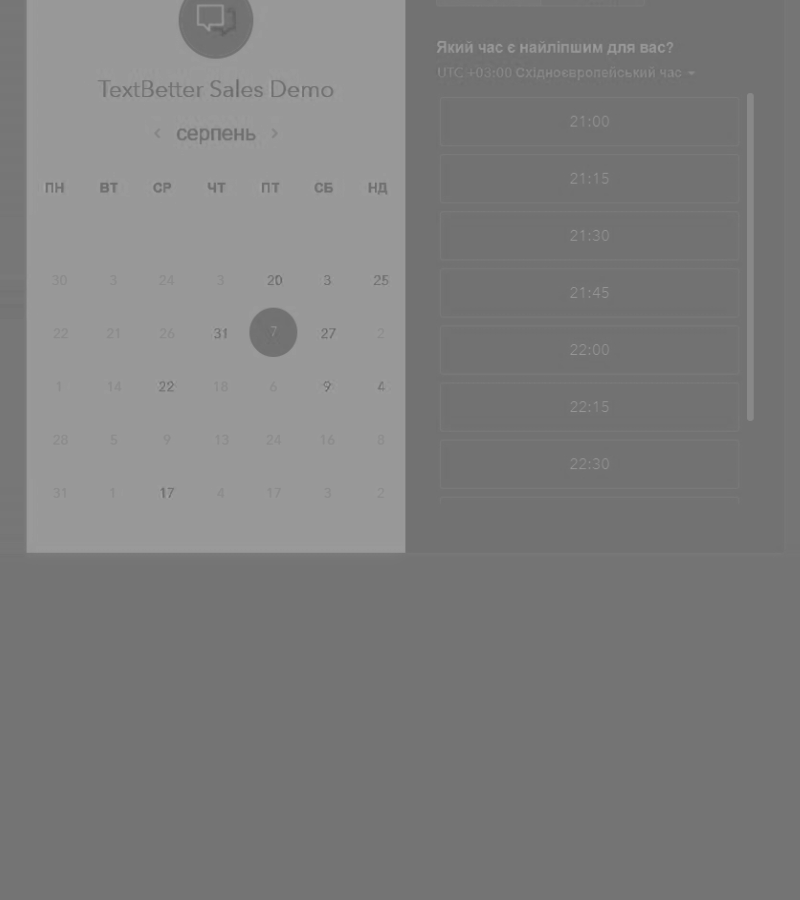 TextBetter Sales Demo
‹ серпень ›
ПН ВТ СР ЧТ ПТ СБ НД
30 3 24 3 20 3 25
22 21 26 31 7 27 2
1 14 22 18 6 9 4
28 5 9 13 24 16 8
31 1 17 4 17 3 2
Який час є найліпшим для вас?
UTC +03:00 Східноєвропейський час
21:00
21:15
21:30
21:45
22:00
22:15
22:30